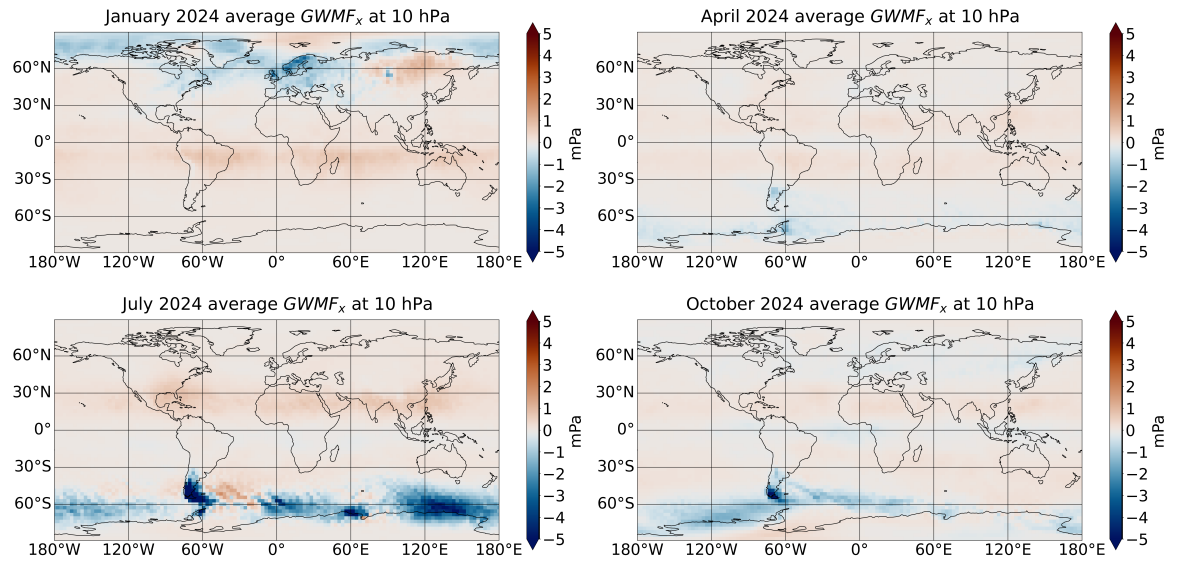 January 2024 average GWMFₓ at 10 hPa
60°N
30°N
0°
30°S
60°S
180°W 120°W 60°W 0° 60°E 120°E 180°E
5
4
3
2
1
0
−1
−2
−3
−4
−5
mPa
April 2024 average GWMFₓ at 10 hPa
60°N
30°N
0°
30°S
60°S
180°W 120°W 60°W 0° 60°E 120°E 180°E
5
4
3
2
1
0
−1
−2
−3
−4
−5
mPa
July 2024 average GWMFₓ at 10 hPa
60°N
30°N
0°
30°S
60°S
180°W 120°W 60°W 0° 60°E 120°E 180°E
5
4
3
2
1
0
−1
−2
−3
−4
−5
mPa
October 2024 average GWMFₓ at 10 hPa
60°N
30°N
0°
30°S
60°S
180°W 120°W 60°W 0° 60°E 120°E 180°E
5
4
3
2
1
0
−1
−2
−3
−4
−5
mPa